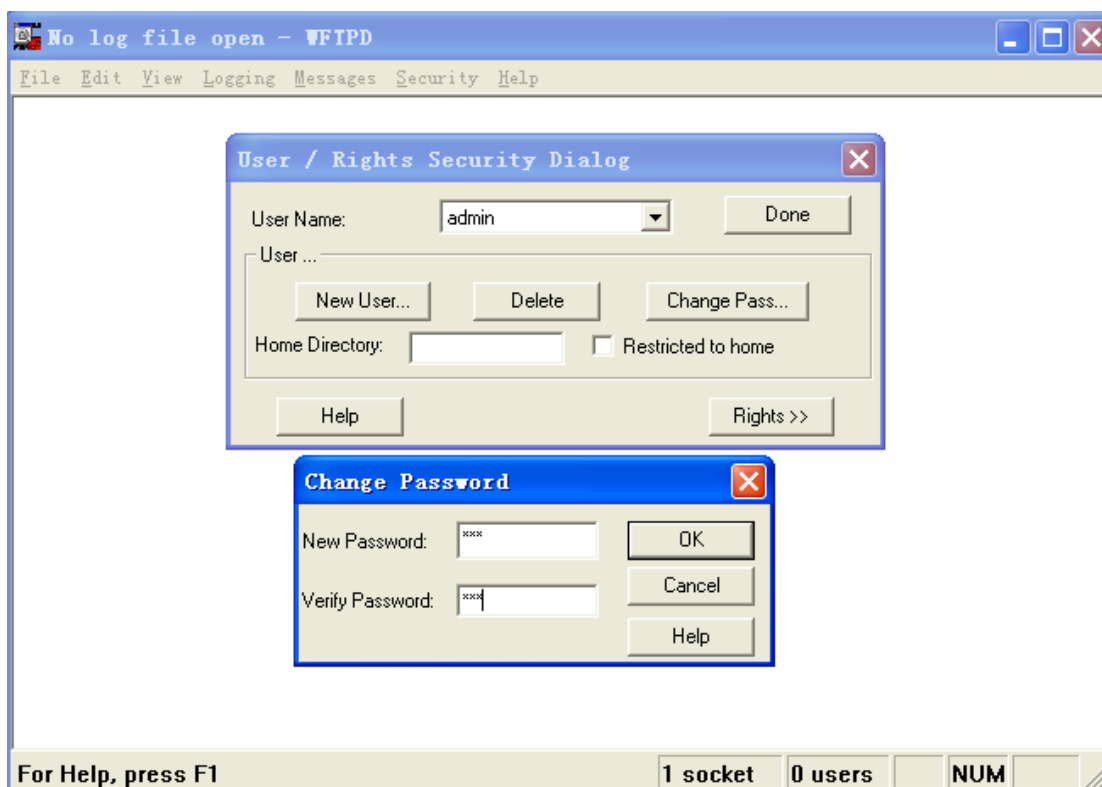 No log file open - WFTPD
File Edit View Logging Messages Security Help
User / Rights Security Dialog
User Name: admin Done
User ...
New User... Delete Change Pass...
Home Directory: Restricted to home
Help Rights >>
Change Password
New Password: *** OK
Cancel
Verify Password: ***
Help
For Help, press F1 1 socket 0 users NUM